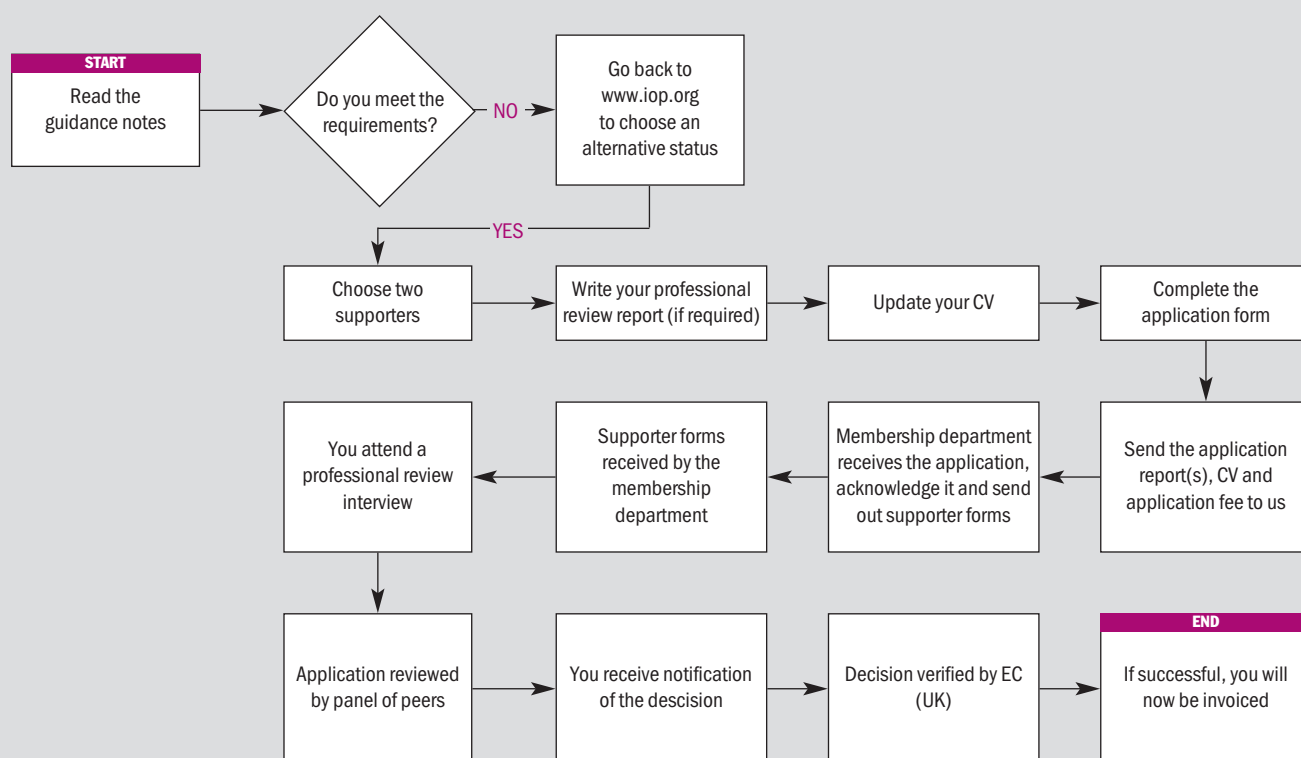 START
Read the
guidance notes
Do you meet the
requirements?
NO
Go back to
www.iop.org
to choose an
alternative status
YES
Choose two
supporters
Write your professional
review report (if required)
Update your CV
Complete the
application form
Send the application
report(s), CV and
application fee to us
Membership department
receives the application,
acknowledge it and send
out supporter forms
Supporter forms
received by the
membership
department
You attend a
professional review
interview
Application reviewed
by panel of peers
You receive notification
of the descision
Decision verified by EC
(UK)
END
If successful, you will
now be invoiced